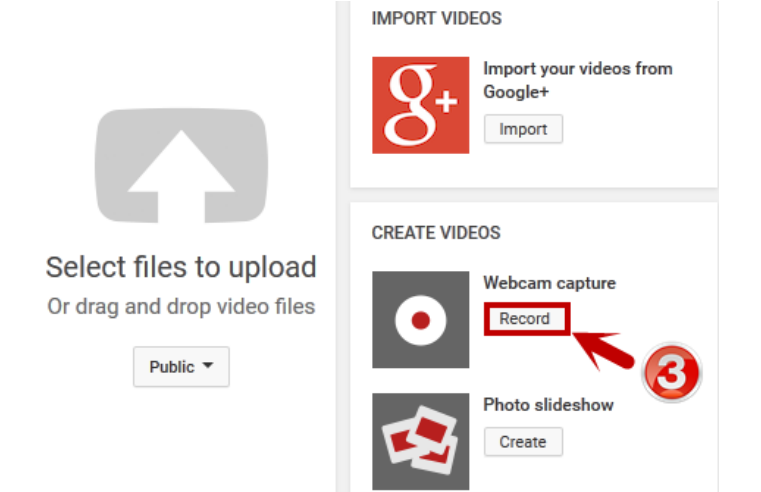 IMPORT VIDEOS
g+
Import your videos from
Google+
Import
Select files to upload
Or drag and drop video files
Public
CREATE VIDEOS
Webcam capture
Record
3
Photo slideshow
Create